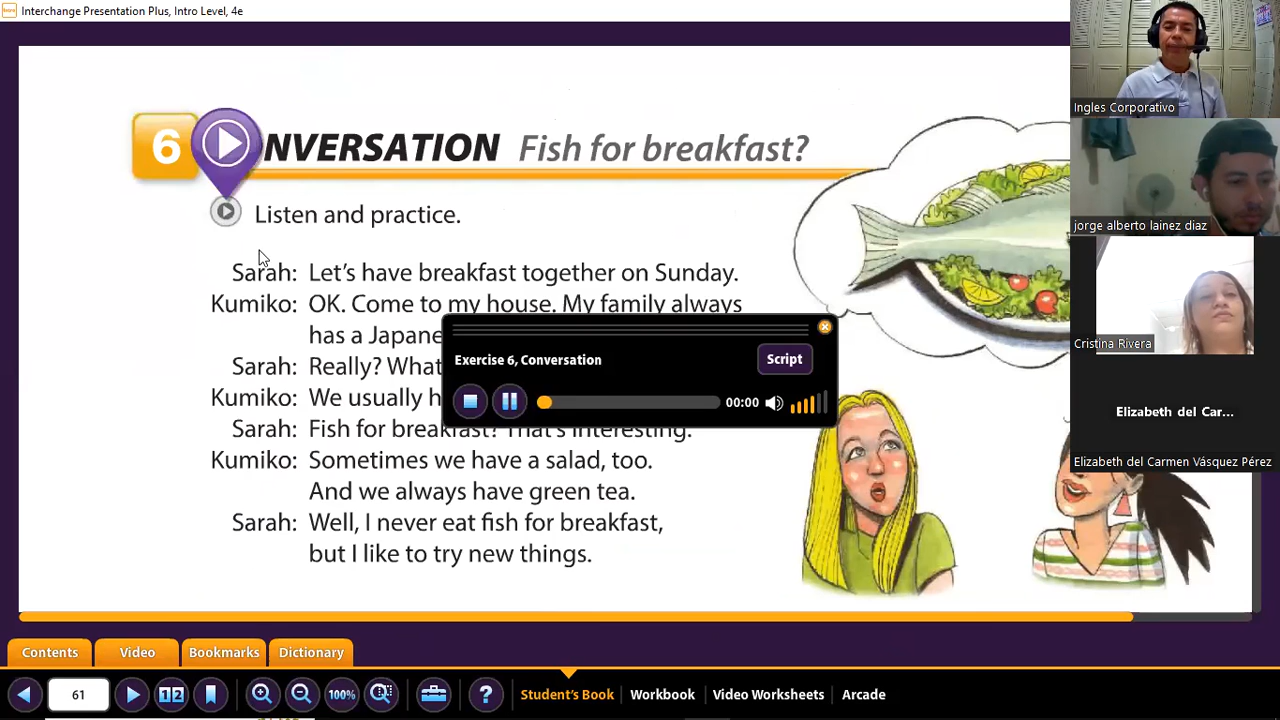 Interchange Presentation Plus, Intro Level, 4e
6
NVERSATION Fish for breakfast?
Listen and practice.
Sarah: Let's have breakfast together on Sunday.
Kumiko: OK. Come to my house. My family always
has a Japane
Sarah: Really? What
Kumiko: We usually h
Sarah: Fish for breakfast? That's interesting.
Kumiko: Sometimes we have a salad, too.
And we always have green tea.
Sarah: Well, I never eat fish for breakfast,
but I like to try new things.
Exercise 6, Conversation
Script
00:00
Ingles Corporativo
jorge alberto lainez diaz
Cristina Rivera
Elizabeth del Car...
Elizabeth del Carmen Vásquez Pérez
Contents Video Bookmarks Dictionary
61 12 100% ? Student's Book Workbook Video Worksheets Arcade